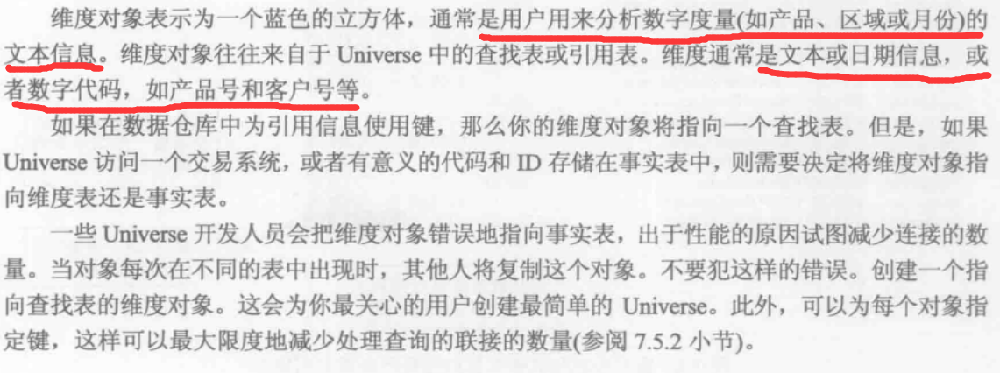 维度对象表示为一个蓝色的立方体，通常是用户用来分析数字度量(如产品、区域或月份)的
文本信息。维度对象往往来自于 Universe 中的查找表或引用表。维度通常是文本或日期信息，或
者数字代码，如产品号和客户号等。
如果在数据仓库中为引用信息使用键，那么你的维度对象将指向一个查找表。但是，如果
Universe 访问一个交易系统，或者有意义的代码和 ID 存储在事实表中，则需要决定将维度对象指
向维度表还是事实表。
一些 Universe 开发人员会把维度对象错误地指向事实表，出于性能的原因试图减少连接的数
量。当对象每次在不同的表中出现时，其他人将复制这个对象。不要犯这样的错误。创建一个指
向查找表的维度对象。这会为你最关心的用户创建最简单的 Universe。此外，可以为每个对象指
定键，这样可以最大限度地减少处理查询的联接的数量(参阅 7.5.2 小节)。